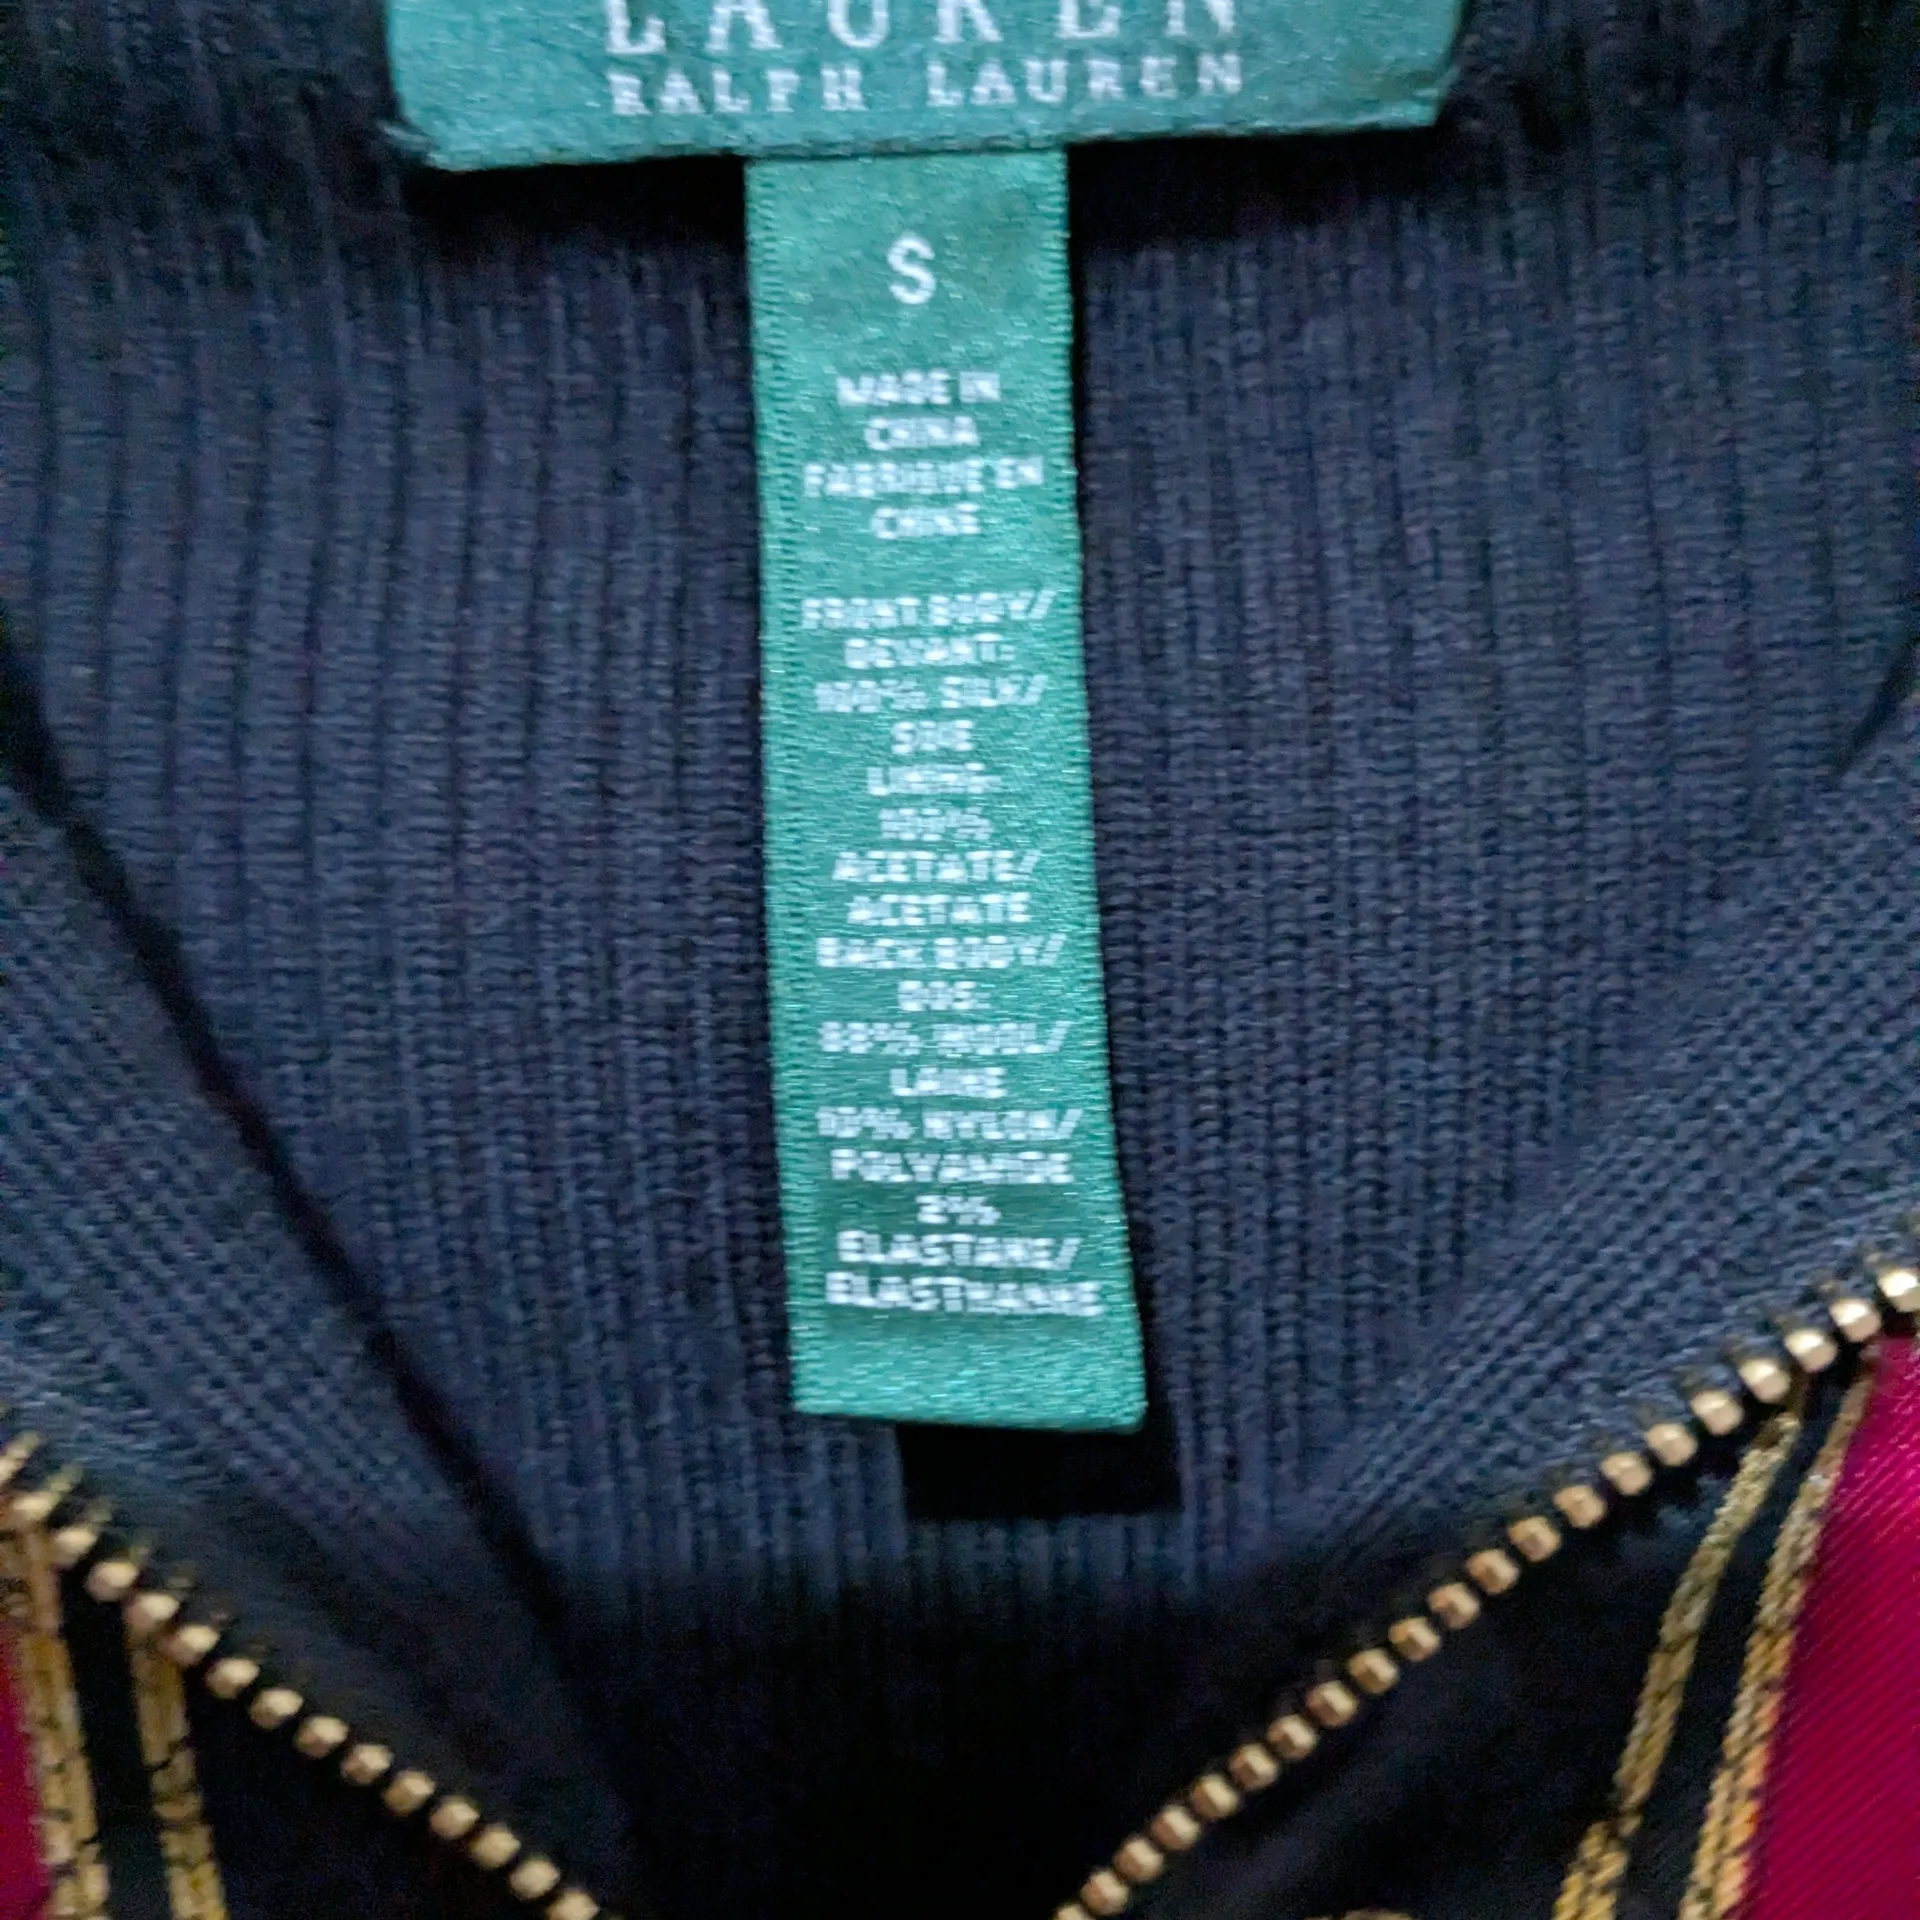 LAUREN
RALPH LAUREN
S
MADE IN
CHINA
FABRIQUE EN
CHINE
FRONT BODY/
DEVANT:
100% SILK/
SOIE
LINING:
100%
ACETATE/
ACETATE
BACK BODY/
DOS:
88% WOOL/
LAINE
10% NYLON/
POLYAMIDE
2%
ELASTANE/
ELASTHANNE